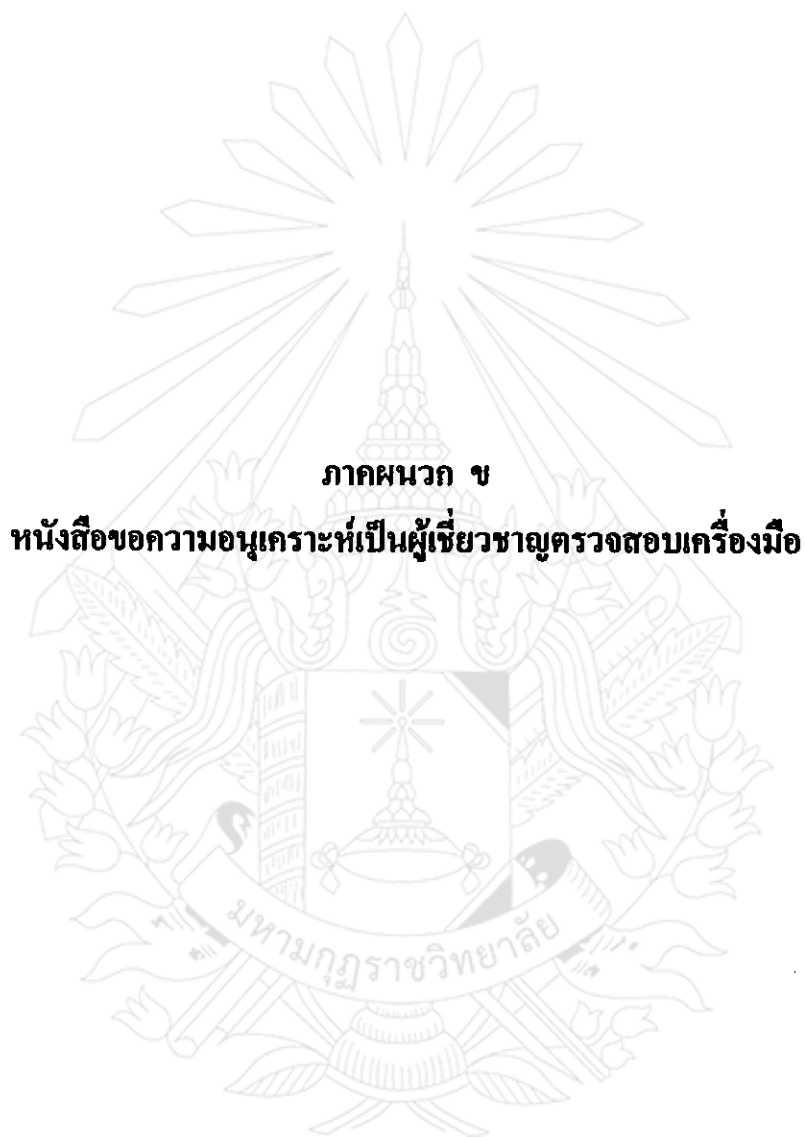 ภาคผนวก ข
หนังสือขอความอนุเคราะห์เป็นผู้เชี่ยวชาญตรวจสอบเครื่องมือ
มหามกุฏราชวิทยาลัย